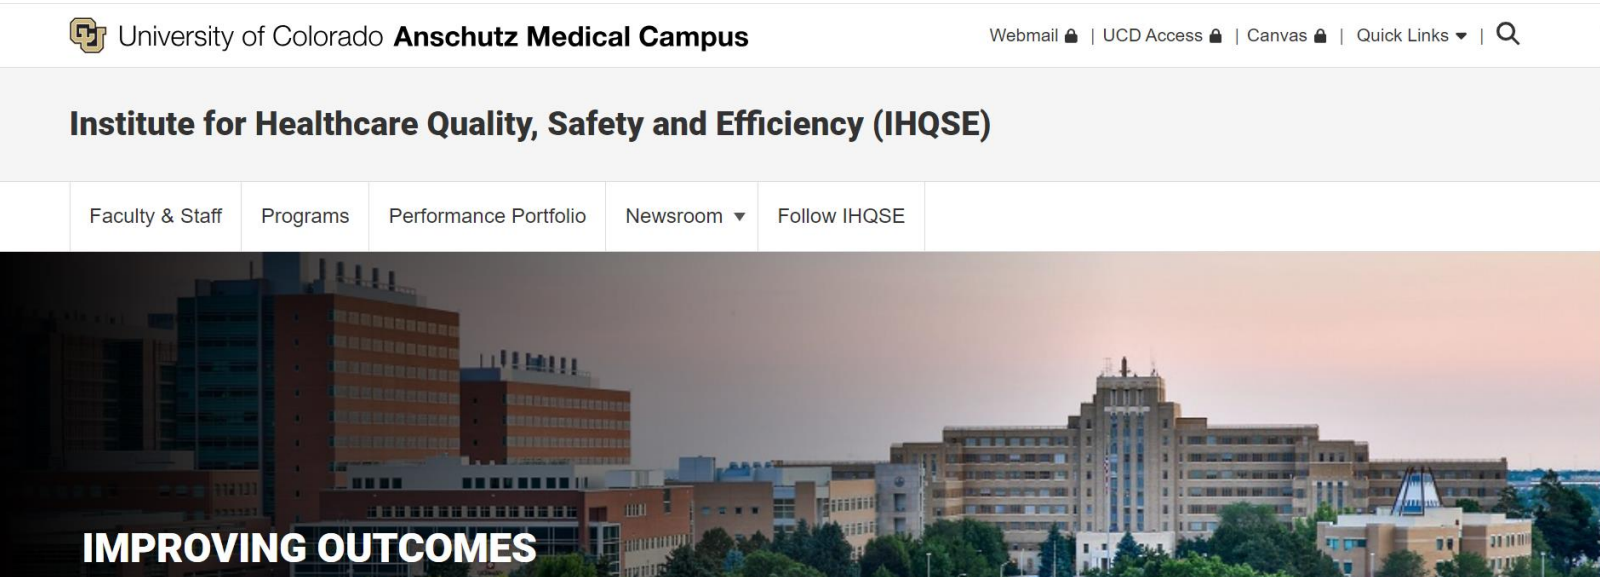 University of Colorado Anschutz Medical Campus
Webmail | UCD Access | Canvas | Quick Links |
Institute for Healthcare Quality, Safety and Efficiency (IHQSE)
Faculty & Staff Programs Performance Portfolio Newsroom Follow IHQSE
IMPROVING OUTCOMES